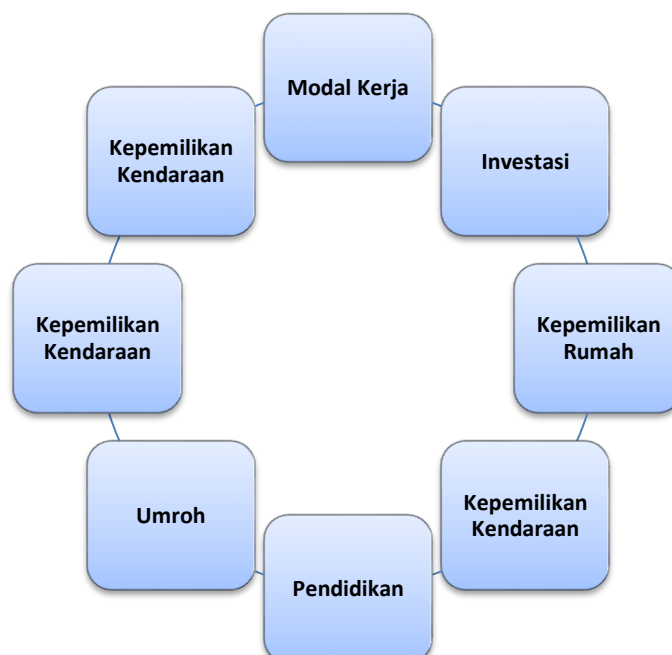 Modal Kerja
Investasi
Kepemilikan
Rumah
Kepemilikan
Kendaraan
Pendidikan
Umroh
Kepemilikan
Kendaraan
Kepemilikan
Kendaraan